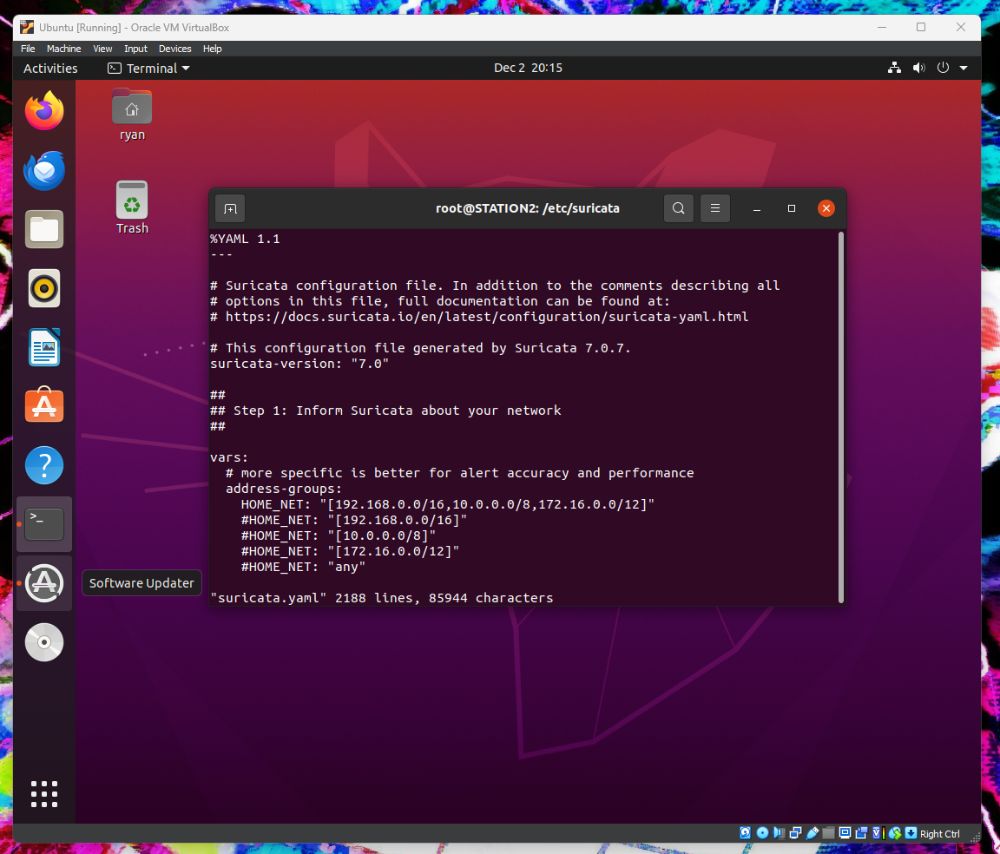 Ubuntu [Running] - Oracle VM VirtualBox
File Machine View Input Devices Help
Activities Terminal Dec 2 20:15
ryan
Trash
root@STATION2: /etc/suricata
%YAML 1.1
---
# Suricata configuration file. In addition to the comments describing all
# options in this file, full documentation can be found at:
# https://docs.suricata.io/en/latest/configuration/suricata-yaml.html
# This configuration file generated by Suricata 7.0.7.
suricata-version: "7.0"
##
## Step 1: Inform Suricata about your network
##
vars:
  # more specific is better for alert accuracy and performance
  address-groups:
    HOME_NET: "[192.168.0.0/16,10.0.0.0/8,172.16.0.0/12]"
    #HOME_NET: "[192.168.0.0/16]"
    #HOME_NET: "[10.0.0.0/8]"
    #HOME_NET: "[172.16.0.0/12]"
    #HOME_NET: "any"
"suricata.yaml" 2188 lines, 85944 characters
Software Updater
Right Ctrl